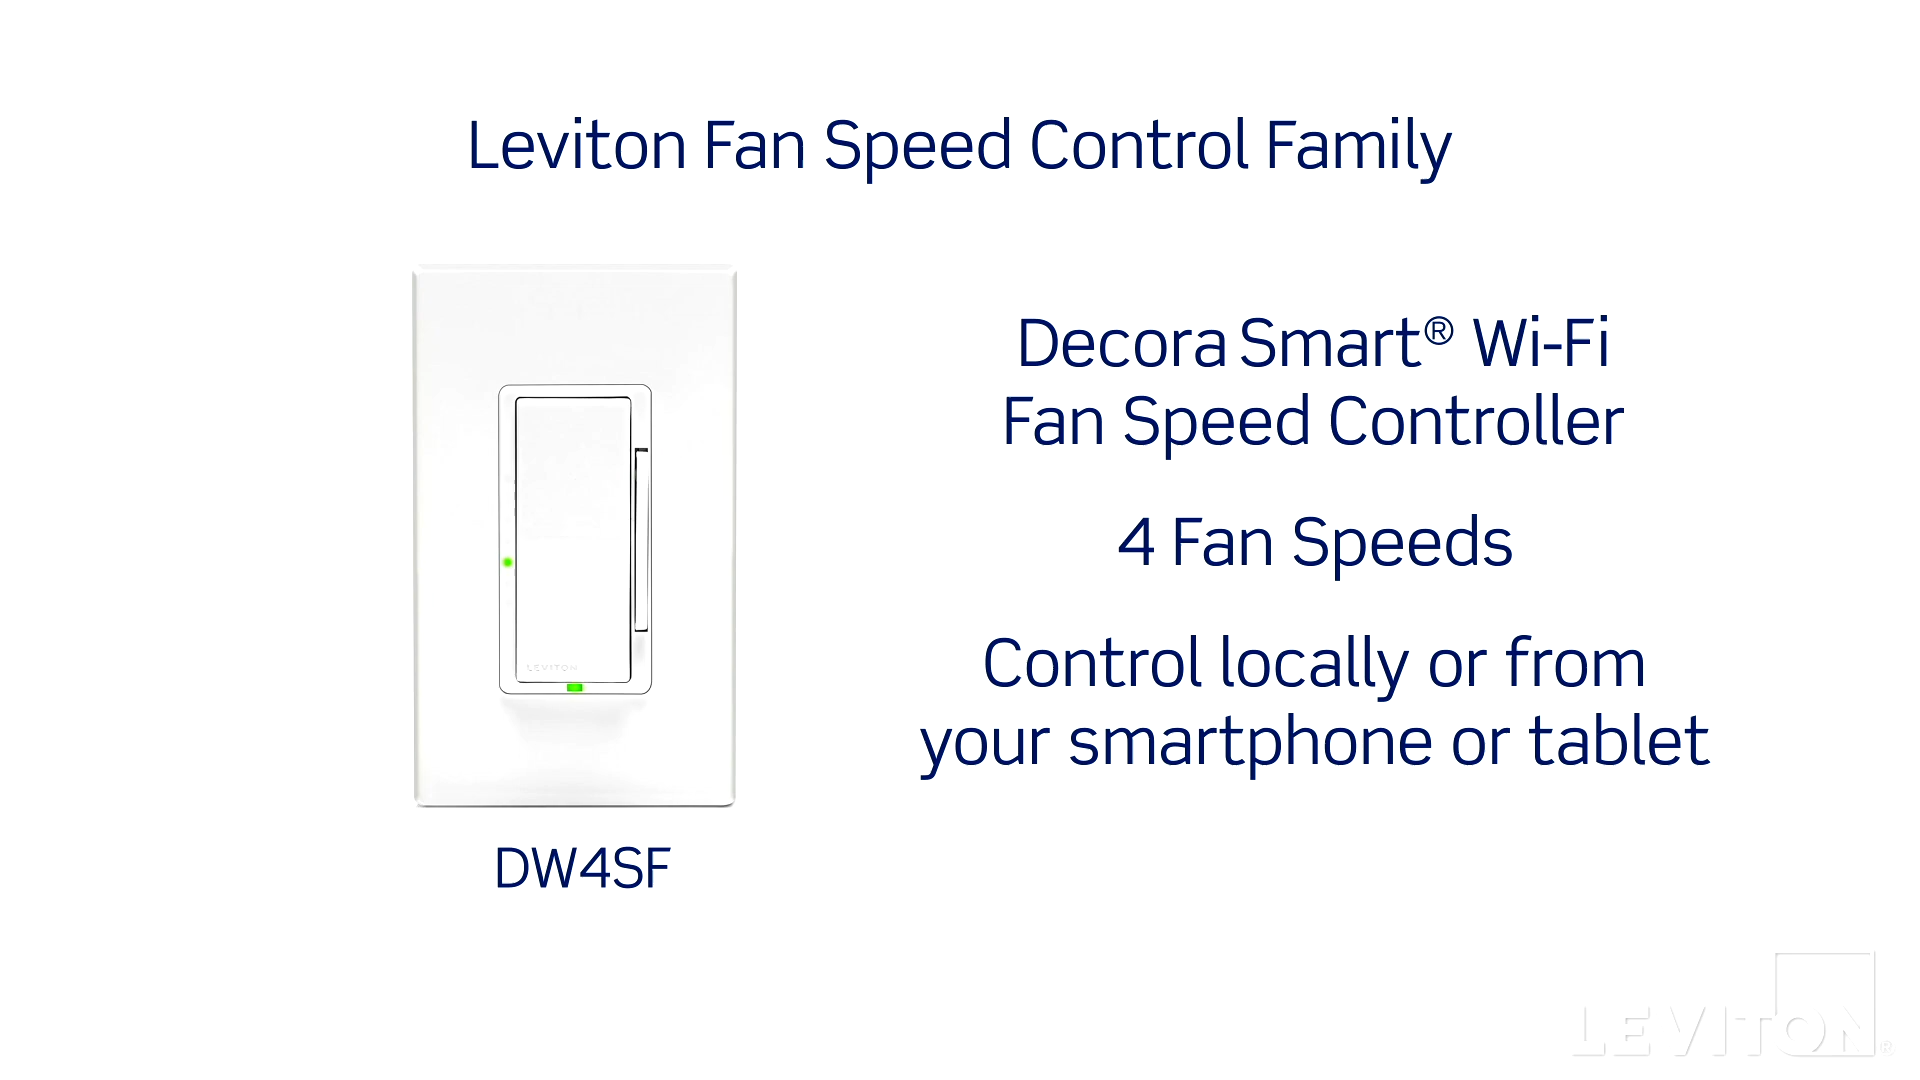 Leviton Fan Speed Control Family
Decora Smart® Wi-Fi
Fan Speed Controller
4 Fan Speeds
Control locally or from
your smartphone or tablet
LEVITON
DW4SF
LEVITON®